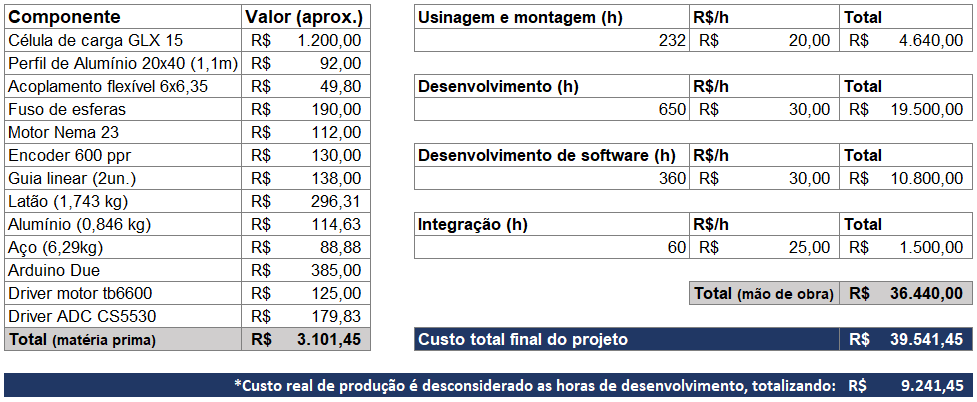 Componente Valor (aprox.)
Célula de carga GLX 15 R$ 1.200,00
Perfil de Alumínio 20x40 (1,1m) R$ 92,00
Acoplamento flexível 6x6,35 R$ 49,80
Fuso de esferas R$ 190,00
Motor Nema 23 R$ 112,00
Encoder 600 ppr R$ 130,00
Guia linear (2un.) R$ 138,00
Latão (1,743 kg) R$ 296,31
Alumínio (0,846 kg) R$ 114,63
Aço (6,29kg) R$ 88,88
Arduino Due R$ 385,00
Driver motor tb6600 R$ 125,00
Driver ADC CS5530 R$ 179,83
Total (matéria prima) R$ 3.101,45
Usinagem e montagem (h) R$/h Total
232 R$ 20,00 R$ 4.640,00
Desenvolvimento (h) R$/h Total
650 R$ 30,00 R$ 19.500,00
Desenvolvimento de software (h) R$/h Total
360 R$ 30,00 R$ 10.800,00
Integração (h) R$/h Total
60 R$ 25,00 R$ 1.500,00
Total (mão de obra) R$ 36.440,00
Custo total final do projeto R$ 39.541,45
*Custo real de produção é desconsiderado as horas de desenvolvimento, totalizando: R$ 9.241,45